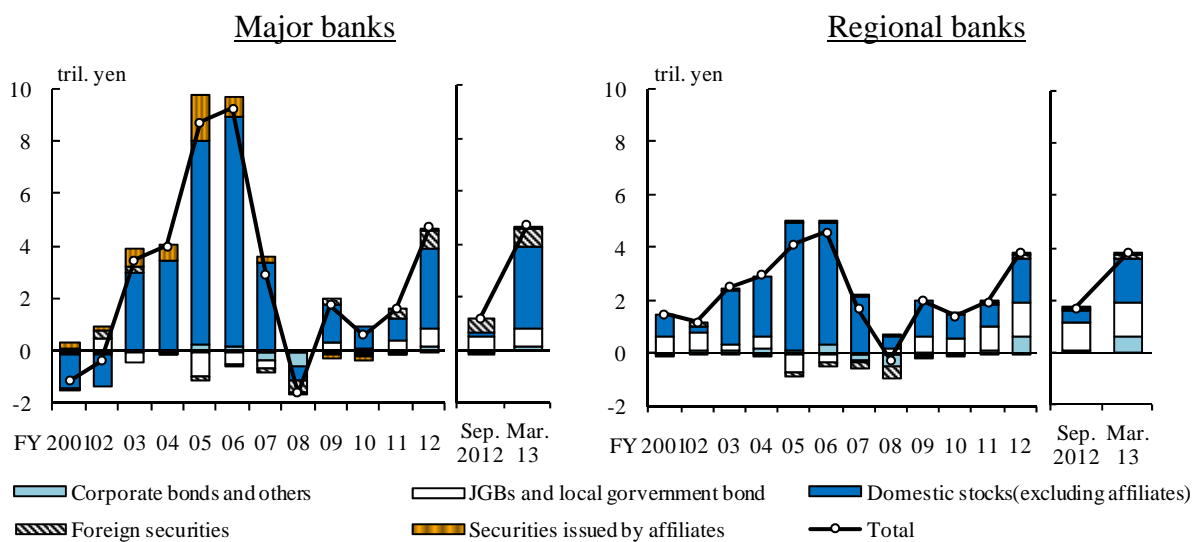 Major banks
Regional banks
tril. yen
tril. yen
10
8
6
4
2
0
-2
10
8
6
4
2
0
-2
FY 2001 02 03 04 05 06 07 08 09 10 11 12
Sep. Mar.
2012 13
FY 2001 02 03 04 05 06 07 08 09 10 11 12
Sep. Mar.
2012 13
Corporate bonds and others
JGBs and local gorvernment bond
Domestic stocks(excluding affiliates)
Foreign securities
Securities issued by affiliates
Total